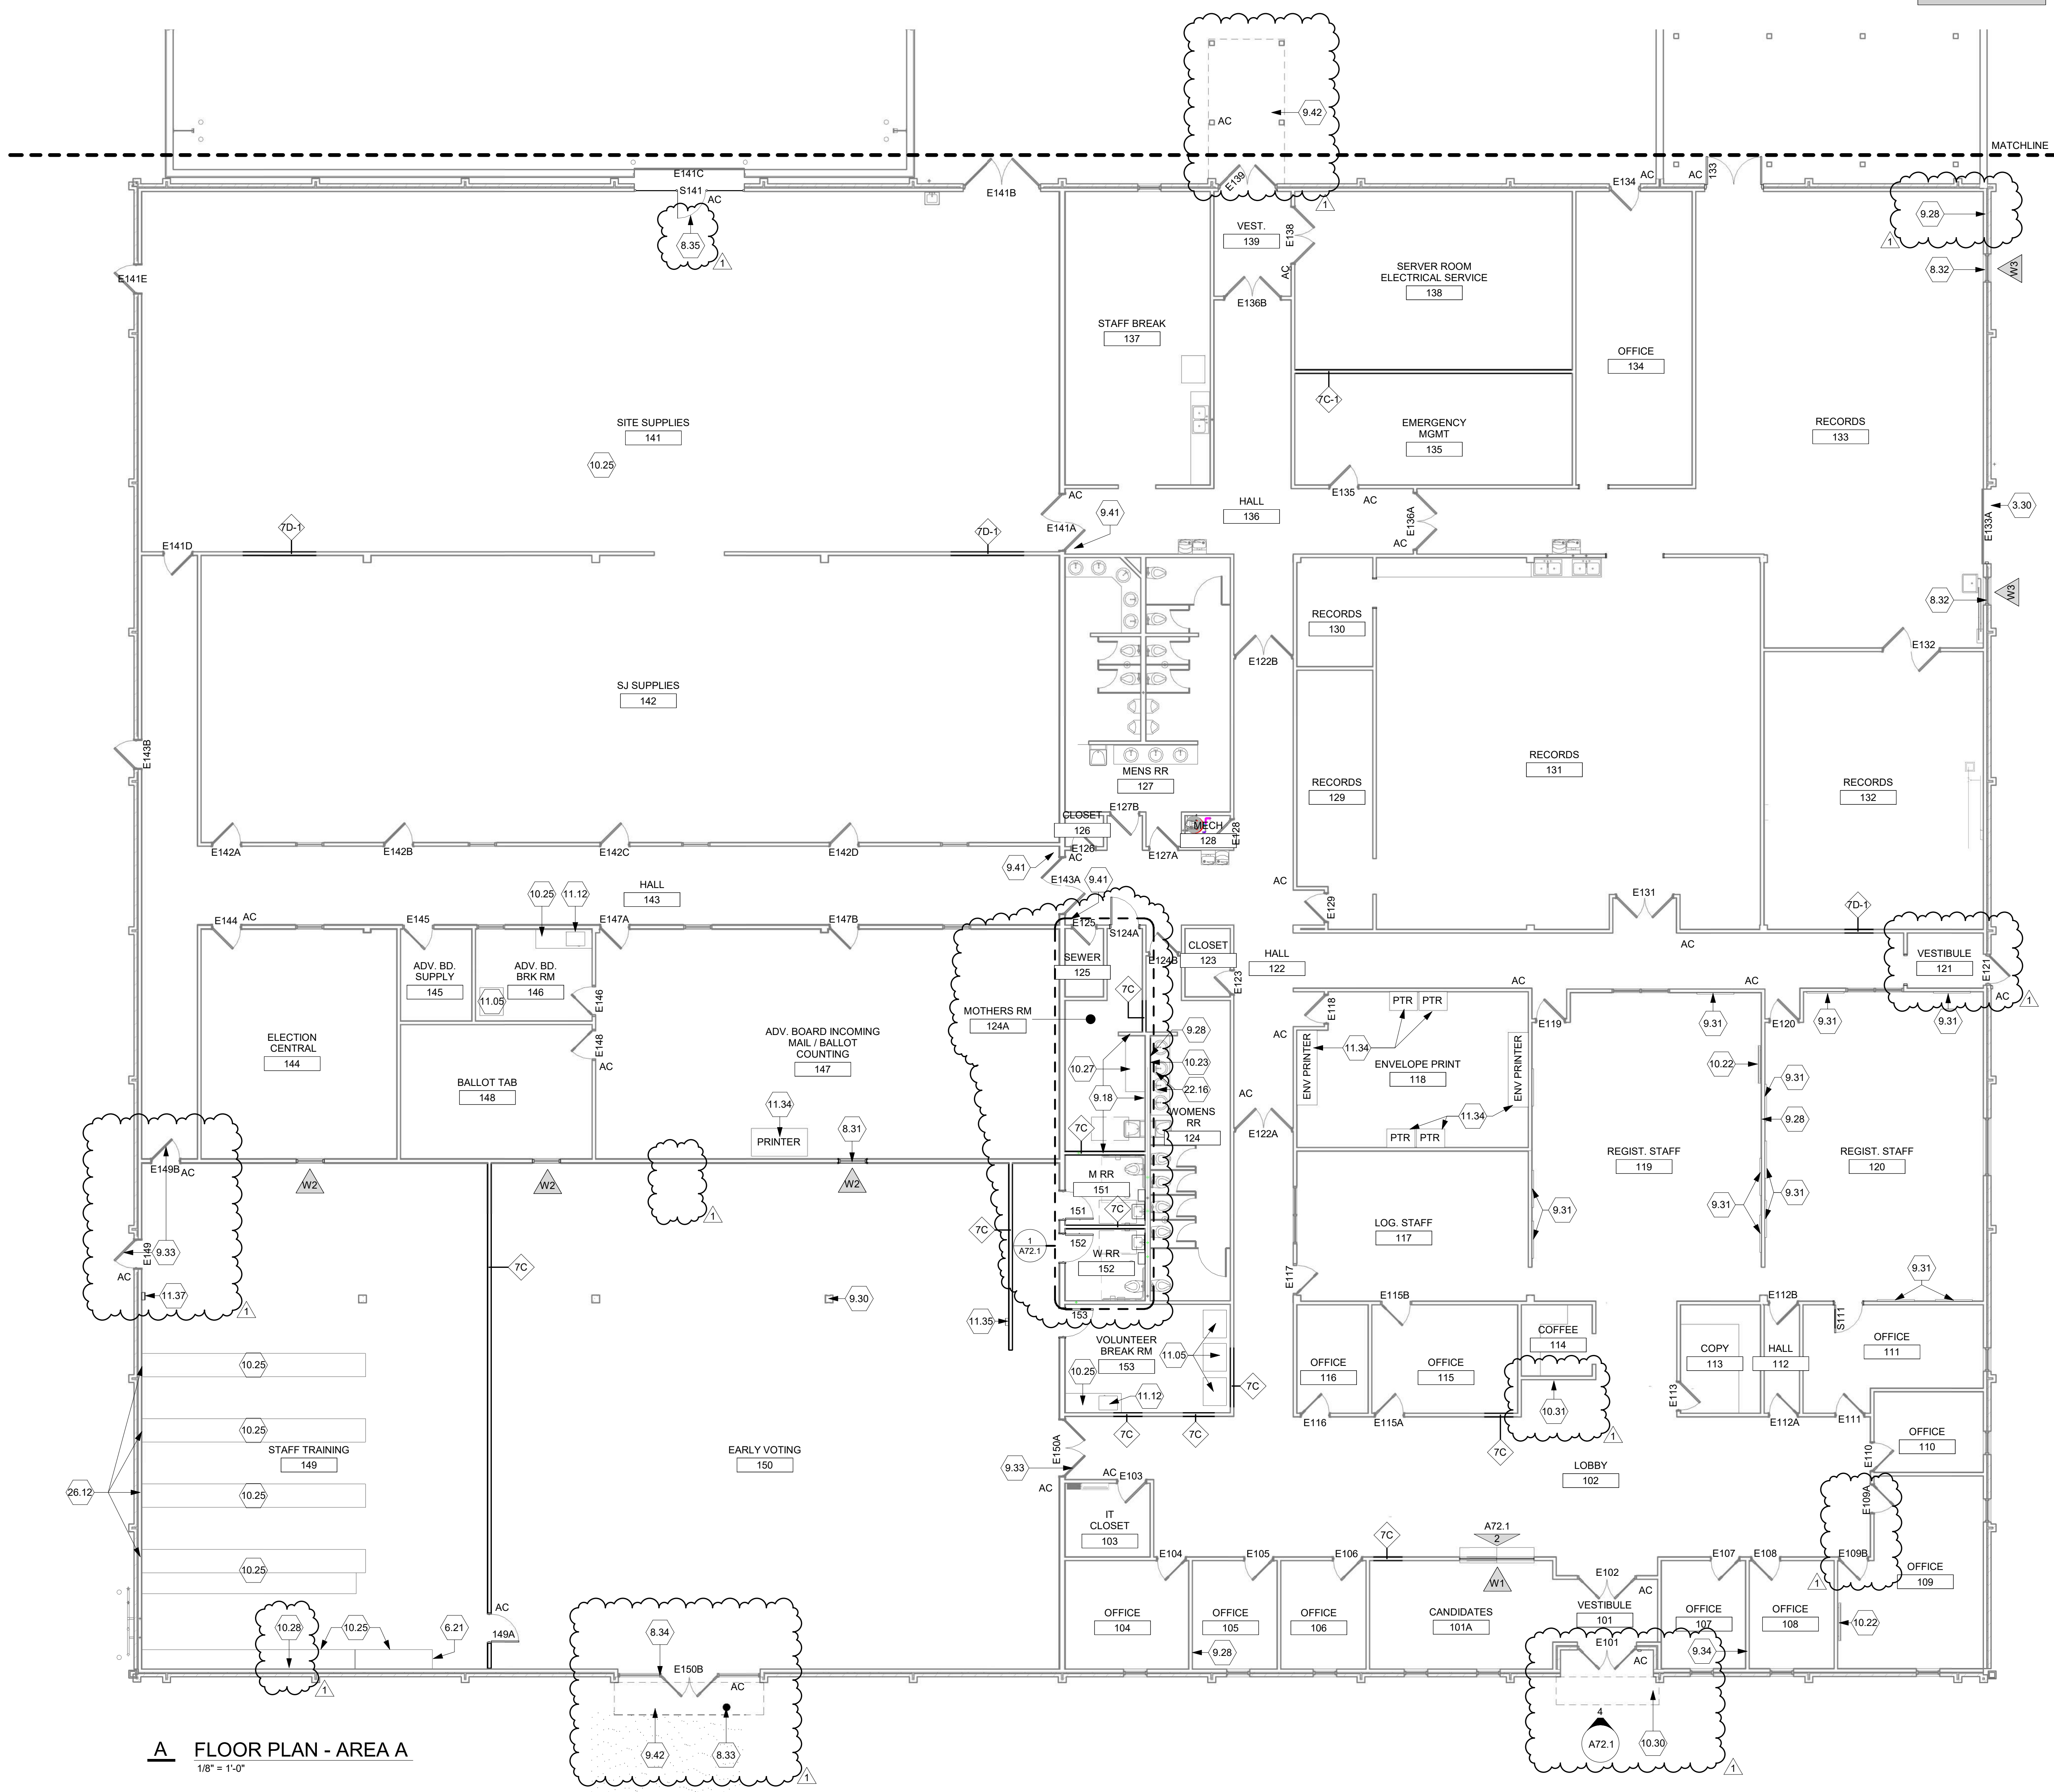 9.42
AC
MATCHLINE
E141C
S141
AC
E141B
E139
E134
AC
AC
133
1
8.35
1
9.28
1
8.32
W3
VEST.
139
E138
AC
E136B
E141E
SERVER ROOM
ELECTRICAL SERVICE
138
STAFF BREAK
137
OFFICE
134
7C-1
SITE SUPPLIES
141
10.25
EMERGENCY
MGMT
135
RECORDS
133
E135
AC
AC
E141A
9.41
HALL
136
E136A
AC
3.30
E133A
7D-1
7D-1
E141D
8.32
W3
RECORDS
130
E122B
E132
SJ SUPPLIES
142
E143B
MENS RR
127
RECORDS
129
RECORDS
131
RECORDS
132
E142A
E142B
E142C
E142D
CLOSET
126
E126
AC
E127B
E127A
MECH
128
E128
9.41
E143A
9.41
HALL
143
10.25
11.12
AC
E129
E131
7D-1
E144
AC
E145
E147A
E147B
E125
S124A
E124B
CLOSET
123
E123
HALL
122
AC
AC
VESTIBULE
121
E121
AC
1
SEWER
125
ADV. BD.
SUPPLY
145
ADV. BD.
BRK RM
146
11.05
E146
7C
MOTHERS RM
124A
ELECTION
CENTRAL
144
ADV. BOARD INCOMING
MAIL / BALLOT
COUNTING
147
E148
AC
BALLOT TAB
148
11.34
PRINTER
8.31
9.28
10.27
10.23
9.18
22.16
WOMENS
RR
124
7C
E118
AC
PTR
PTR
11.34
ENV PRINTER
ENV PRINTER
ENVELOPE PRINT
118
11.34
PTR
PTR
E119
9.31
E120
9.31
9.31
10.22
9.31
9.28
AC
E122A
E149B
AC
W2
W2
W2
1
M RR
151
151
7C
152
W RR
152
7C
1
A72.1
REGIST. STAFF
119
REGIST. STAFF
120
9.31
9.31
9.31
LOG. STAFF
117
E149
AC
9.33
11.37
1
7C
9.30
11.35
153
E117
E115B
9.31
E112B
S111
VOLUNTEER
BREAK RM
153
11.05
10.25
11.12
7C
7C
7C
OFFICE
116
OFFICE
115
COFFEE
114
10.31
1
COPY
113
HALL
112
OFFICE
111
E116
E115A
7C
E113
E112A
E111
OFFICE
110
E110
10.25
10.25
10.25
10.25
STAFF TRAINING
149
26.12
EARLY VOTING
150
E150A
9.33
AC
AC
E103
IT
CLOSET
103
LOBBY
102
E109A
A72.1
2
7C
W1
E104
E105
E106
E102
AC
E107
E108
E109B
1
OFFICE
109
OFFICE
104
OFFICE
105
OFFICE
106
CANDIDATES
101A
VESTIBULE
101
OFFICE
107
OFFICE
108
10.22
9.28
9.34
E101
AC
AC
149A
10.28
10.25
6.21
1
8.34
E150B
AC
9.42
8.33
1
4
A72.1
10.30
1
A FLOOR PLAN - AREA A
1/8" = 1'-0"